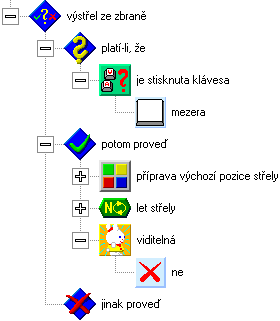 výstřel ze zbraně
platí-li, že
je stisknuta klávesa
mezera
potom proveď
příprava výchozí pozice střely
N
let střely
viditelná
ne
jinak proveď